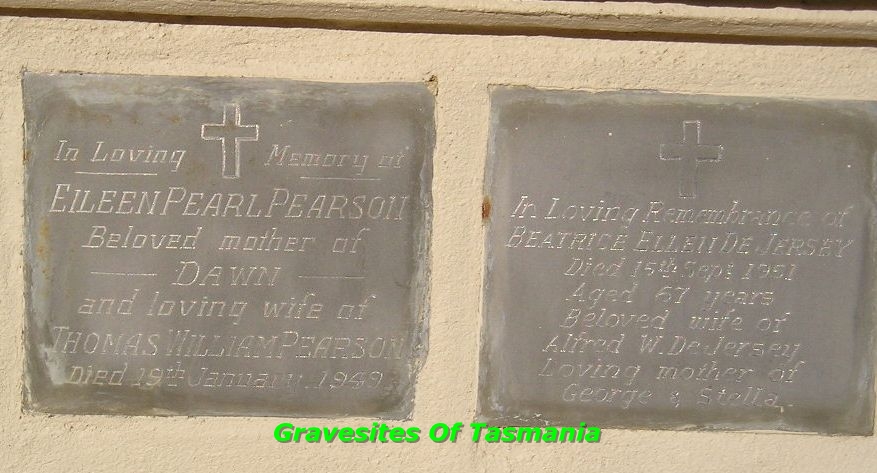 In Loving Memory of
EILEEN PEARL PEARSON
Beloved mother of
DAWN
and loving wife of
THOMAS WILLIAM PEARSON
Died 19th January 1949
In Loving Remembrance of
BEATRICE ELLEN DE JERSEY
Died 15th Sept 1951
Aged 67 years
Beloved wife of
Alfred W. De Jersey
Loving mother of
George & Stella
Gravesites Of Tasmania